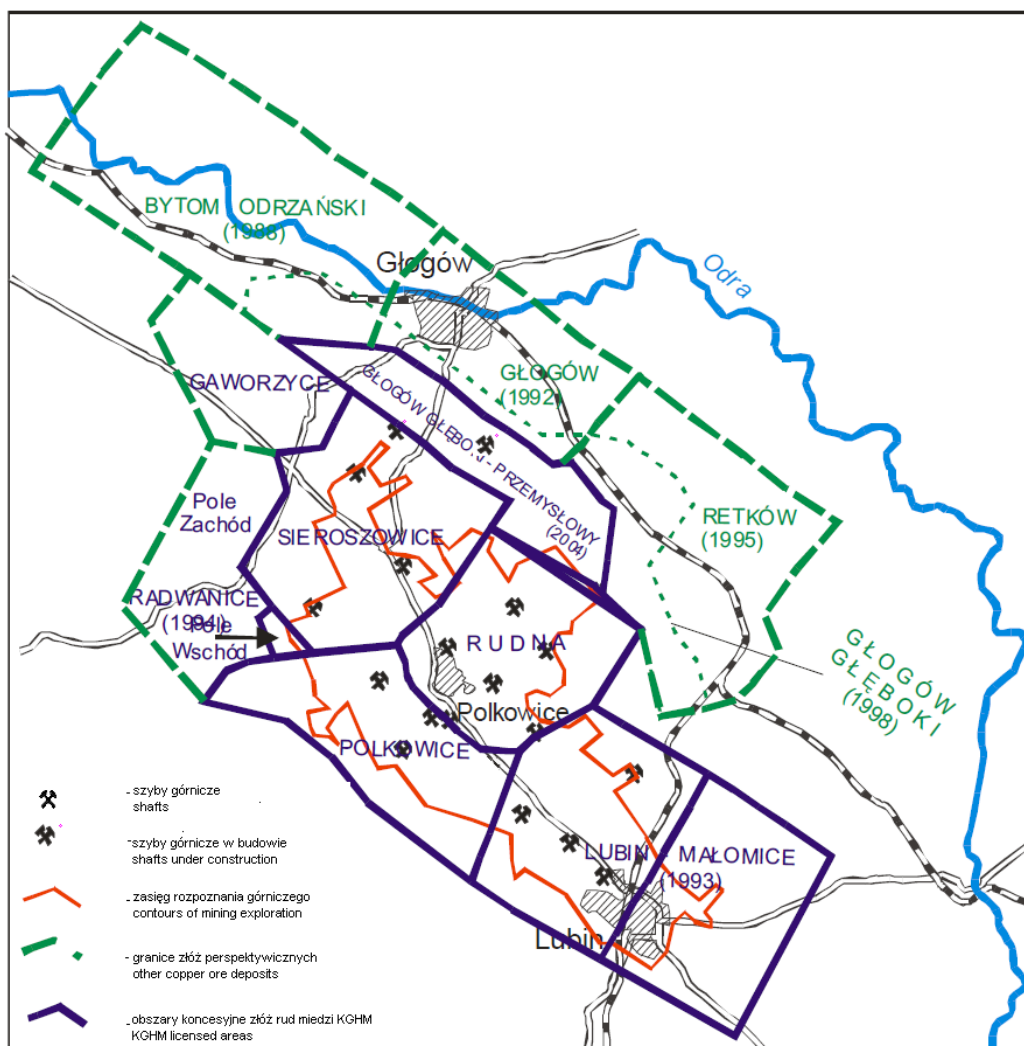 BYTOM ODRZAŃSKI
(1988)
Głogów
Odra
GAWORZYCE
GŁOGÓW
(1992)
GŁOGÓW GŁĘBOKI - PRZEMYSŁOWY
(2004)
Pole
Zachód
SIEROSZOWICE
RETKÓW
(1995)
RADWANICE
(1994)
Pole
Wschód
RUDNA
GŁOGÓW
GŁĘBOKI
(1998)
Polkowice
POLKOWICE
LUBIN - MAŁOMICE
(1993)
Lubin
- szyby górnicze
shafts
-szyby górnicze w budowie
shafts under construction
- zasięg rozpoznania górniczego
contours of mining exploration
- granice złóż perspektywicznych
other copper ore deposits
- obszary koncesyjne złóż rud miedzi KGHM
KGHM licensed areas